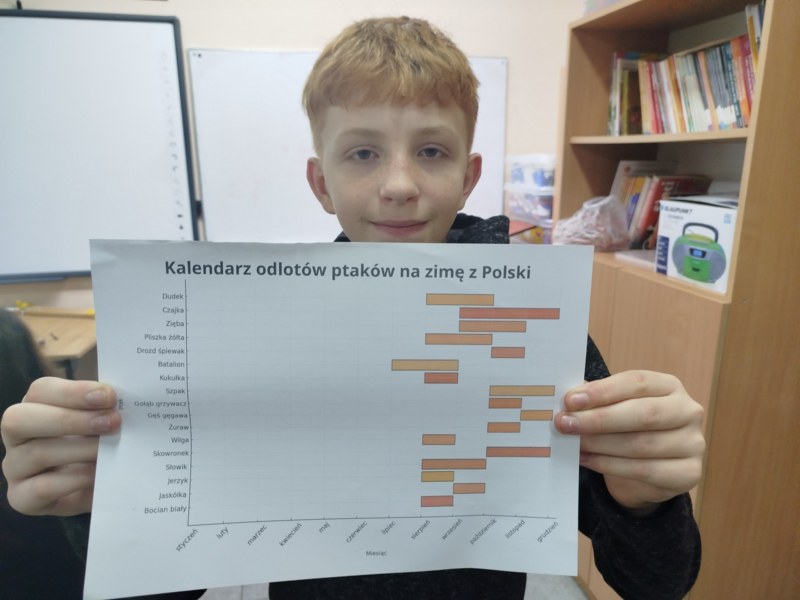 Kalendarz odlotów ptaków na zimę z Polski
Dudek
Czajka
Zięba
Pliszka żółta
Drozd śpiewak
Batalion
Kukułka
Szpak
Gołąb grzywacz
Gęś gęgawa
Żuraw
Wilga
Skowronek
Słowik
Jerzyk
Jaskółka
Bocian biały
styczeń
luty
marzec
kwiecień
maj
czerwiec
lipiec
sierpień
wrzesień
październik
listopad
grudzień
Miesiąc
BLAUPUNKT